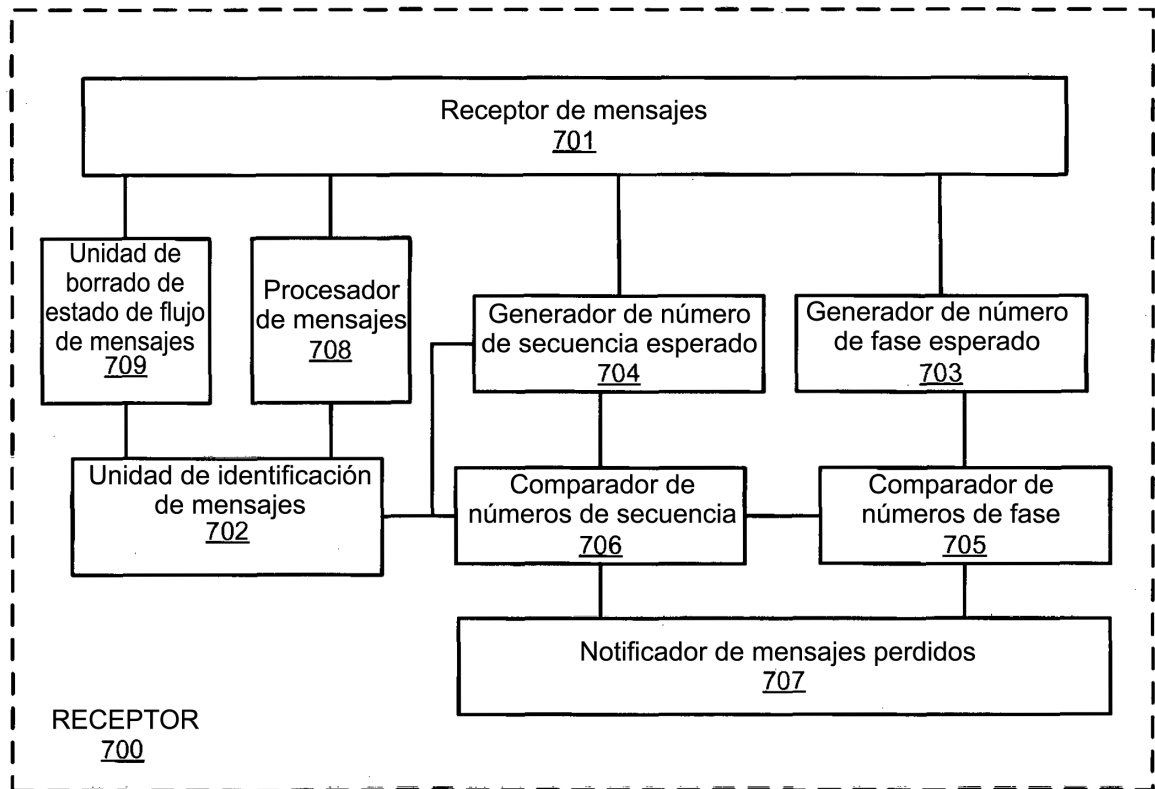 Receptor de mensajes
701
Unidad de
borrado de
estado de flujo
de mensajes
709
Procesador
de mensajes
708
Generador de número
de secuencia esperado
704
Generador de número
de fase esperado
703
Unidad de identificación
de mensajes
702
Comparador de
números de secuencia
706
Comparador de
números de fase
705
Notificador de mensajes perdidos
707
RECEPTOR
700